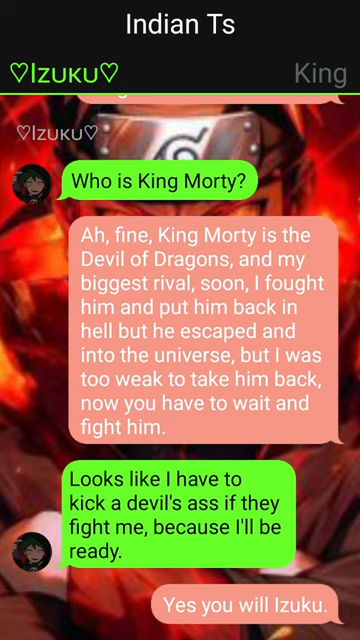 Indian Ts
♡Izuku♡
King
♡Izuku♡
Who is King Morty?
Ah, fine, King Morty is the
Devil of Dragons, and my
biggest rival, soon, I fought
him and put him back in
hell but he escaped and
into the universe, but I was
too weak to take him back,
now you have to wait and
fight him.
Looks like I have to
kick a devil's ass if they
fight me, because I'll be
ready.
Yes you will Izuku.